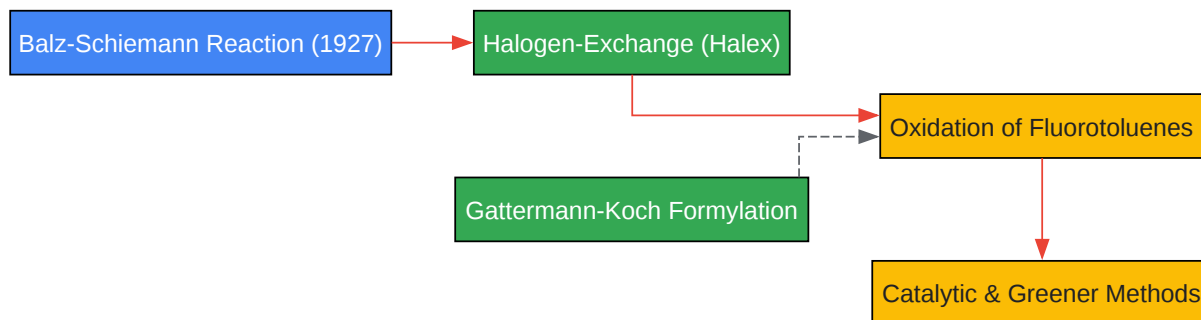 Balz-Schiemann Reaction (1927)
Halogen-Exchange (Halex)
Oxidation of Fluorotoluenes
Gattermann-Koch Formylation
Catalytic & Greener Methods